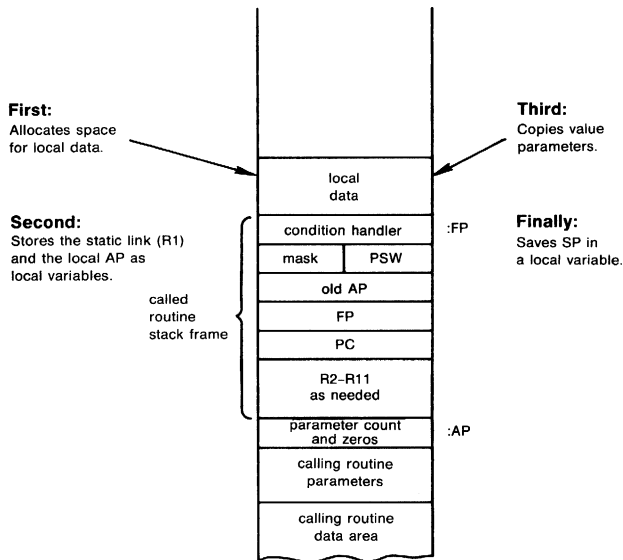 First:
Allocates space
for local data.
Third:
Copies value
parameters.
local
data
Second:
Stores the static link (R1)
and the local AP as
local variables.
Finally:
Saves SP in
a local variable.
condition handler
:FP
mask
PSW
old AP
called
routine
stack frame
FP
PC
R2–R11
as needed
parameter count
and zeros
:AP
calling routine
parameters
calling routine
data area